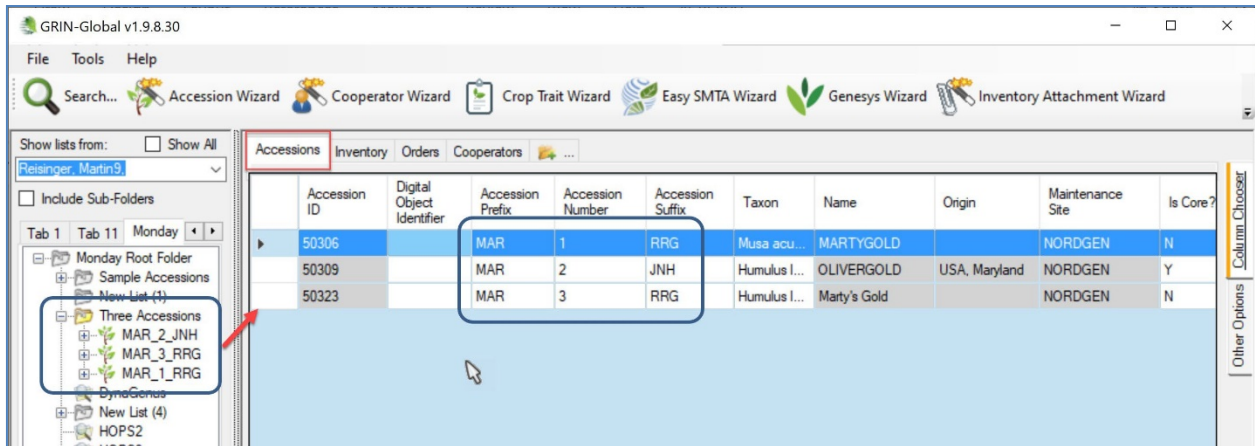 GRIN-Global v1.9.8.30
File Tools Help
Search... Accession Wizard Cooperator Wizard Crop Trait Wizard Easy SMTA Wizard Genesys Wizard Inventory Attachment Wizard
Show lists from: Show All
Reisinger, Martin9,
Include Sub-Folders
Tab 1 Tab 11 Monday
Monday Root Folder
Sample Accessions
New List (1)
Three Accessions
MAR_2_JNH
MAR_3_RRG
MAR_1_RRG
DynaGenus
New List (4)
HOPS2
Accessions Inventory Orders Cooperators ...
Accession ID Digital Object Identifier Accession Prefix Accession Number Accession Suffix Taxon Name Origin Maintenance Site Is Core?
50306 MAR 1 RRG Musa acu... MARTYGOLD NORDGEN N
50309 MAR 2 JNH Humulus l... OLIVERGOLD USA, Maryland NORDGEN Y
50323 MAR 3 RRG Humulus l... Marty's Gold NORDGEN N
Column Chooser
Other Options